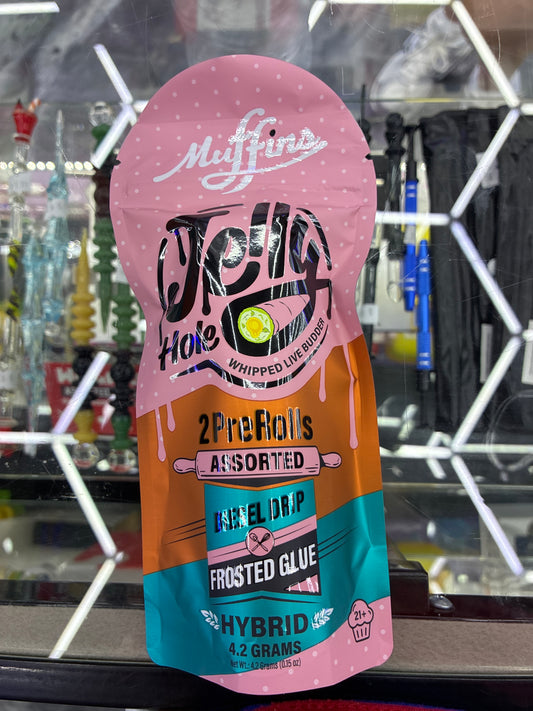 Muffins
Jelly
Hole
WHIPPED LIVE BUDDER
2PreRolls
ASSORTED
DIESEL DRIP
FROSTED GLUE
HYBRID
4.2 GRAMS
Net Wt.: 4.2 Grams (0.15 oz)
21+